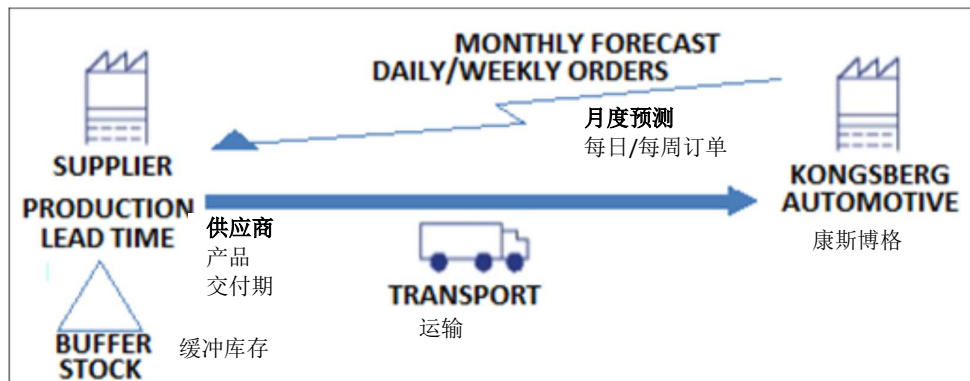 MONTHLY FORECAST
DAILY/WEEKLY ORDERS
月度预测
每日/每周订单
SUPPLIER
PRODUCTION
LEAD TIME
供应商
产品
交付期
KONGSBERG
AUTOMOTIVE
康斯博格
TRANSPORT
运输
BUFFER
STOCK
缓冲库存